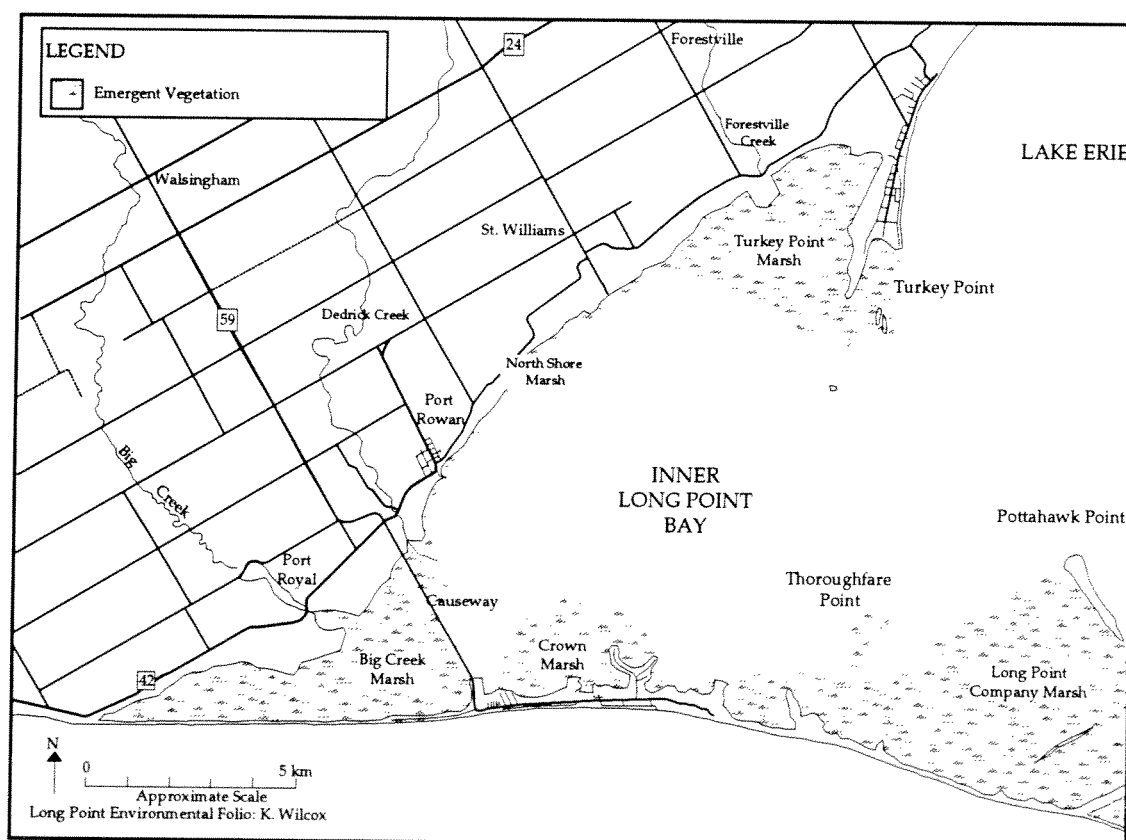 LEGEND
Emergent Vegetation
24
Forestville
Forestville
Creek
LAKE ERIE
Walsingham
St. Williams
Turkey Point
Marsh
Turkey Point
59
Dedrick Creek
North Shore
Marsh
Port
Rowan
Big
Creek
INNER
LONG POINT
BAY
Pottahawk Point
Port
Royal
Thoroughfare
Point
Causeway
Crown
Marsh
Big Creek
Marsh
Long Point
Company Marsh
42
N
0
5 km
Approximate Scale
Long Point Environmental Folio: K. Wilcox